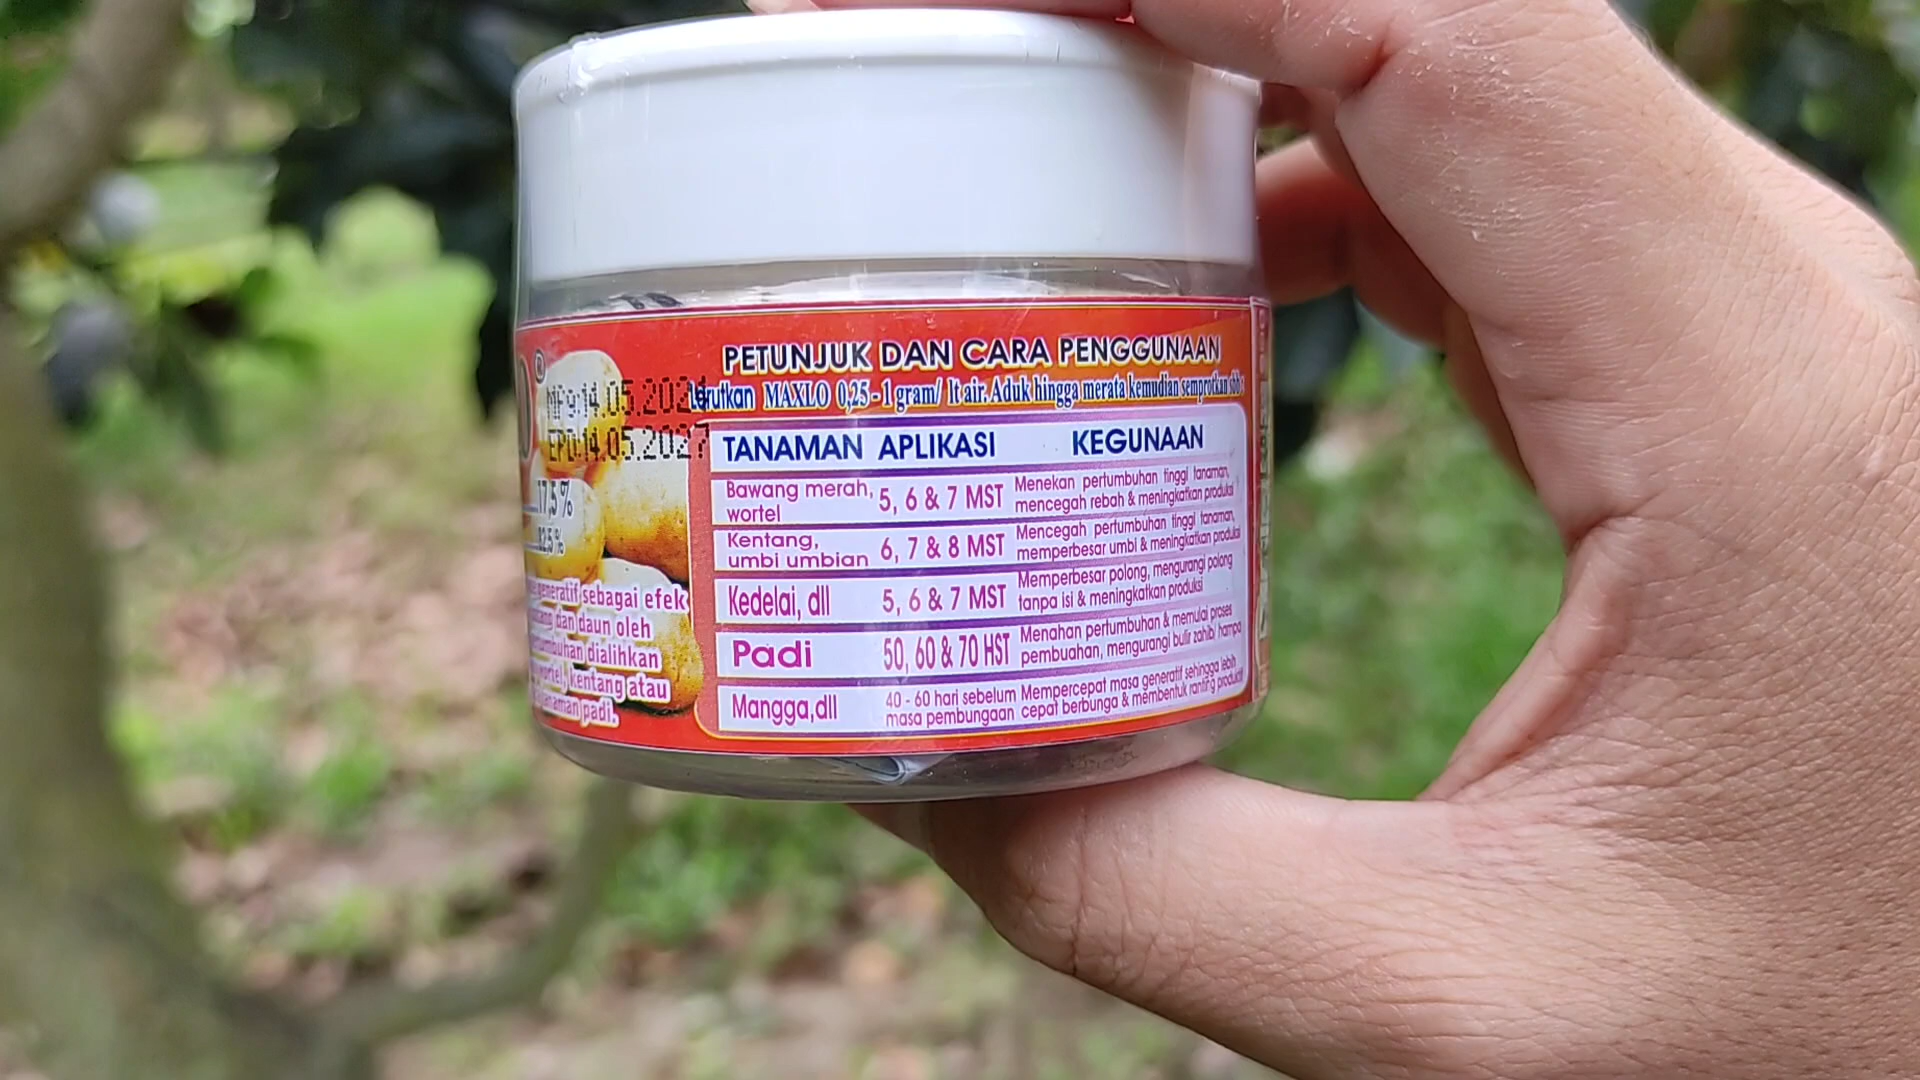 ®
MFg:14.05.2024
EPD:14.05.2027
17,5 %
82,5 %
generatif sebagai efek
dan daun oleh
dialihkan
wortel, kentang atau
tanaman padi.
PETUNJUK DAN CARA PENGGUNAAN
Larutkan MAXLO 0,25 - 1 gram/ 1t air. Aduk hingga merata kemudian semprotkan sbb :
TANAMAN APLIKASI KEGUNAAN
Bawang merah, wortel 5, 6 & 7 MST Menekan pertumbuhan tinggi tanaman, mencegah rebah & meningkatkan produksi
Kentang, umbi umbian 6, 7 & 8 MST Mencegah pertumbuhan tinggi tanaman, memperbesar umbi & meningkatkan produksi
Kedelai, dll 5, 6 & 7 MST Memperbesar polong, mengurangi polong tanpa isi & meningkatkan produksi
Padi 50, 60 & 70 HST Menahan pertumbuhan & memulai proses pembuahan, mengurangi bulir zahib/ hampa
Mangga,dll 40 - 60 hari sebelum masa pembungaan Mempercepat masa generatif sehingga lebih cepat berbunga & membentuk ranting produktif